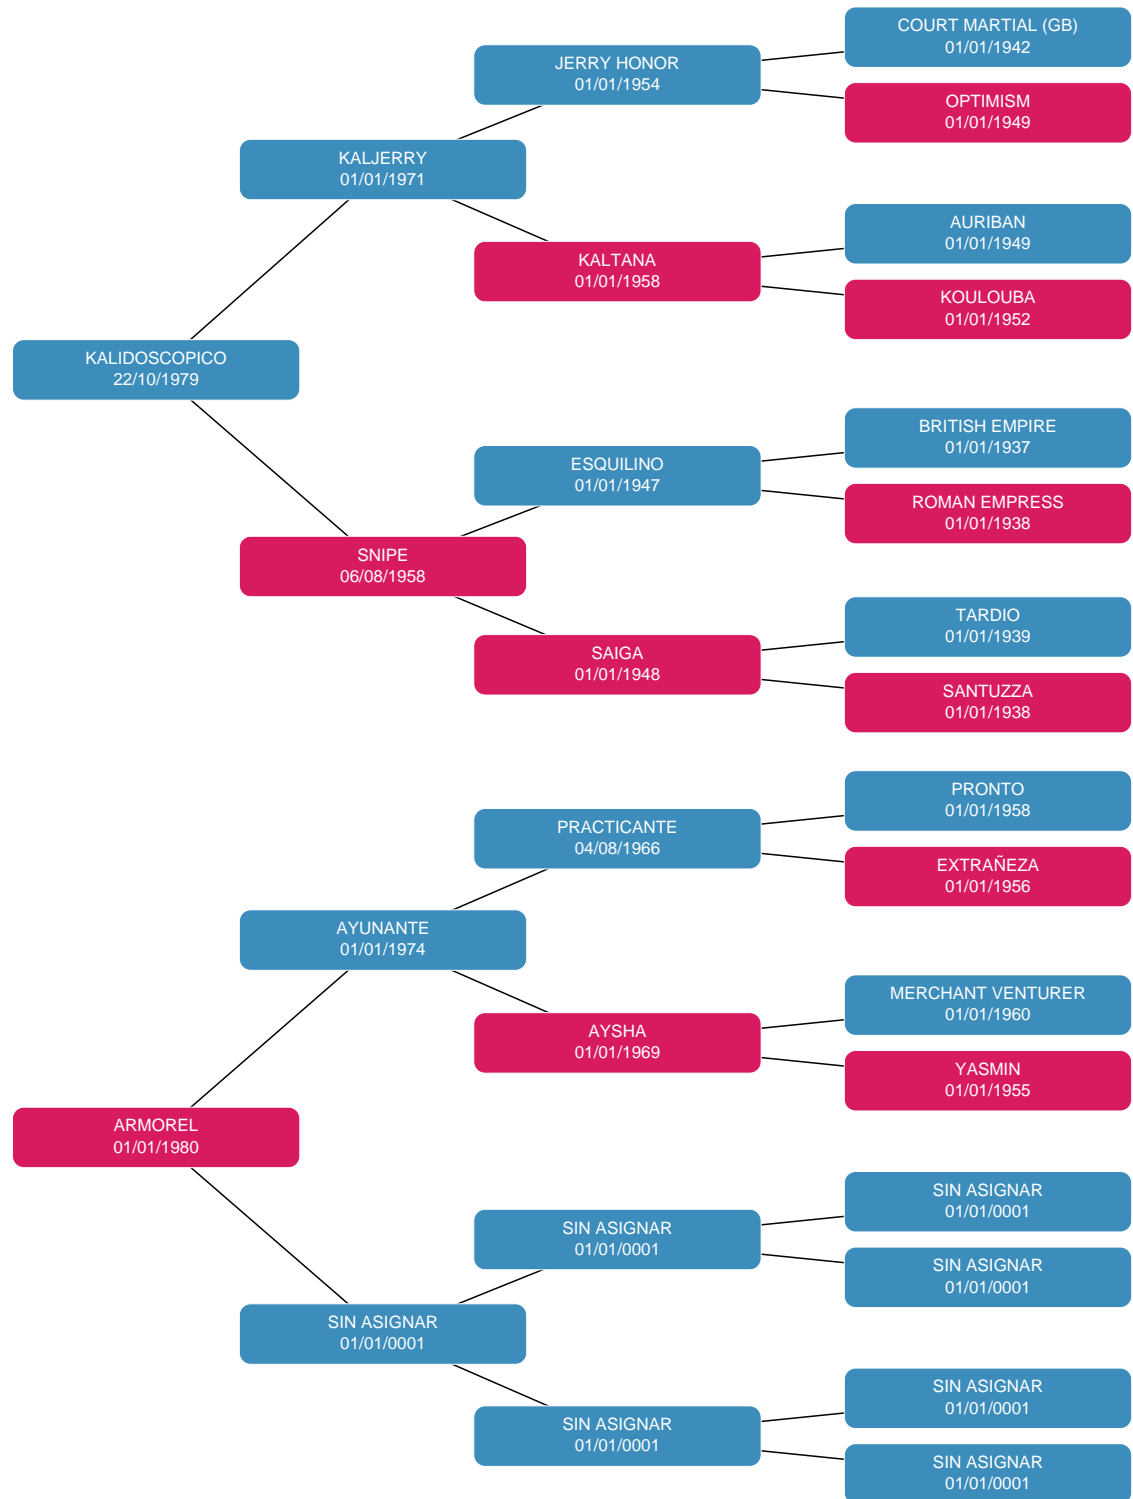 COURT MARTIAL (GB)
01/01/1942
JERRY HONOR
01/01/1954
OPTIMISM
01/01/1949
KALJERRY
01/01/1971
AURIBAN
01/01/1949
KALTANA
01/01/1958
KOULOUBA
01/01/1952
KALIDOSCOPICO
22/10/1979
BRITISH EMPIRE
01/01/1937
ESQUILINO
01/01/1947
ROMAN EMPRESS
01/01/1938
SNIPE
06/08/1958
TARDIO
01/01/1939
SAIGA
01/01/1948
SANTUZZA
01/01/1938
PRONTO
01/01/1958
PRACTICANTE
04/08/1966
EXTRAÑEZA
01/01/1956
AYUNANTE
01/01/1974
MERCHANT VENTURER
01/01/1960
AYSHA
01/01/1969
YASMIN
01/01/1955
ARMOREL
01/01/1980
SIN ASIGNAR
01/01/0001
SIN ASIGNAR
01/01/0001
SIN ASIGNAR
01/01/0001
SIN ASIGNAR
01/01/0001
SIN ASIGNAR
01/01/0001
SIN ASIGNAR
01/01/0001
SIN ASIGNAR
01/01/0001